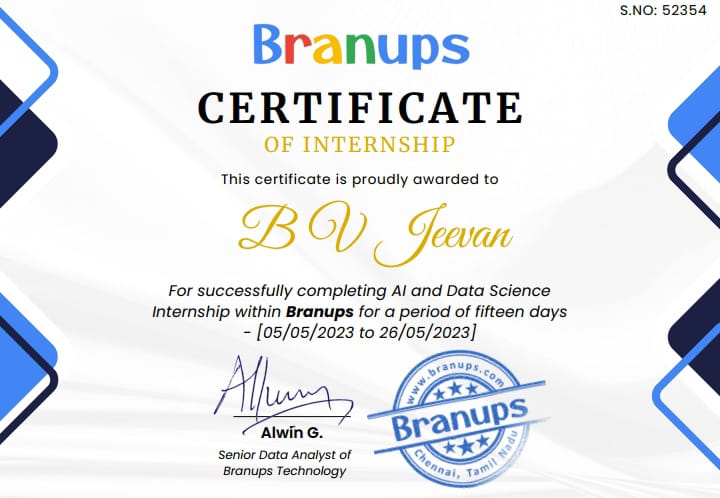 S.NO: 52354
Branups
CERTIFICATE
OF INTERNSHIP
This certificate is proudly awarded to
B V Jeevan
For successfully completing AI and Data Science
Internship within Branups for a period of fifteen days
- [05/05/2023 to 26/05/2023]
Alwin G.
Senior Data Analyst of
Branups Technology
www.branups.com
Branups
Chennai, Tamil Nadu